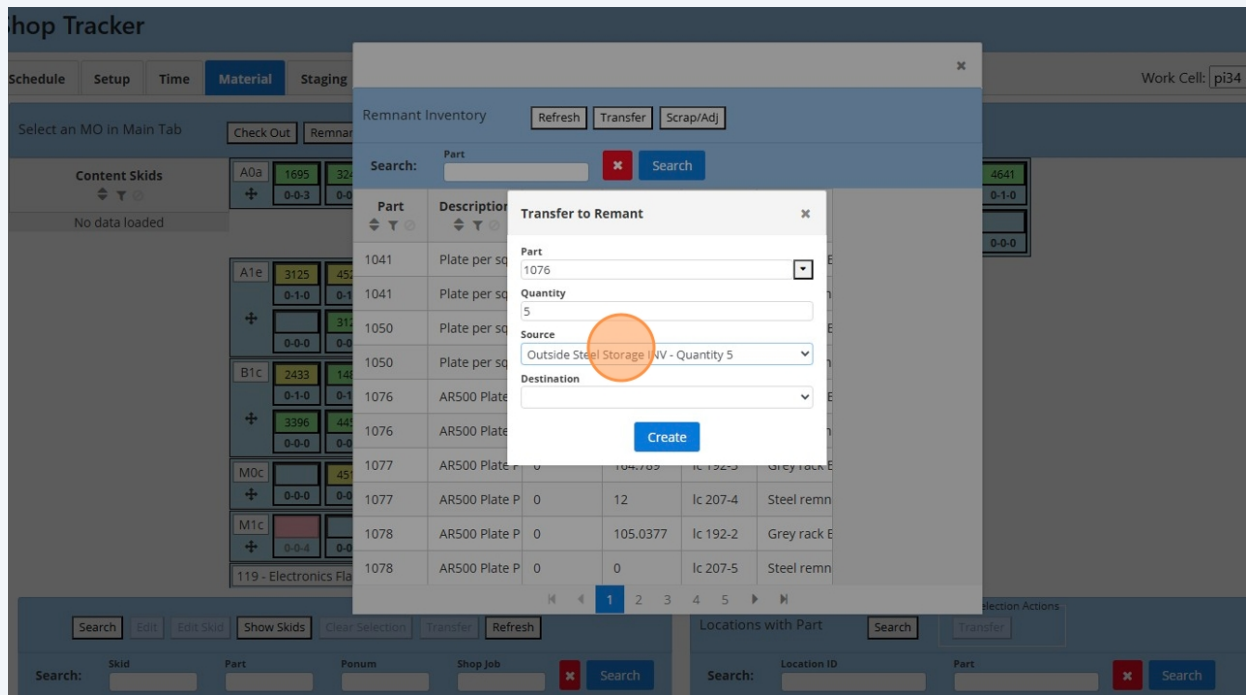 Shop Tracker
Schedule Setup Time Material Staging Work Cell: pi34
Select an MO in Main Tab Check Out
Content Skids
No data loaded
A0a 1695
0-0-3
A1e 3125
0-1-0
0-0-0
B1c 2433
0-1-0
3396
0-0-0
M0c
0-0-0
M1c
0-0-4
119 - Electronics
4641
0-1-0
0-0-0
×
Remnant Inventory Refresh Transfer Scrap/Adj
Search: Part × Search
Part Description
1041 Plate per
1041 Plate per
1050 Plate per
1050 Plate per
1076 AR500 Plate
1076 AR500 Plate
1077 AR500 Plate 0 164.789 lc 192-3 Grey rack
1077 AR500 Plate P 0 12 lc 207-4 Steel remn
1078 AR500 Plate P 0 105.0377 lc 192-2 Grey rack
1078 AR500 Plate P 0 0 lc 207-5 Steel remn
1 2 3 4 5
Transfer to Remant ×
Part
1076
Quantity
5
Source
Outside Steel Storage INV - Quantity 5
Destination
Create
Search Edit Edit Skid Show Skids Clear Selection Transfer Refresh
Search: Skid Part Ponum Shop Job × Search
Locations with Part Search Selection Actions
Transfer
Search: Location ID Part × Search